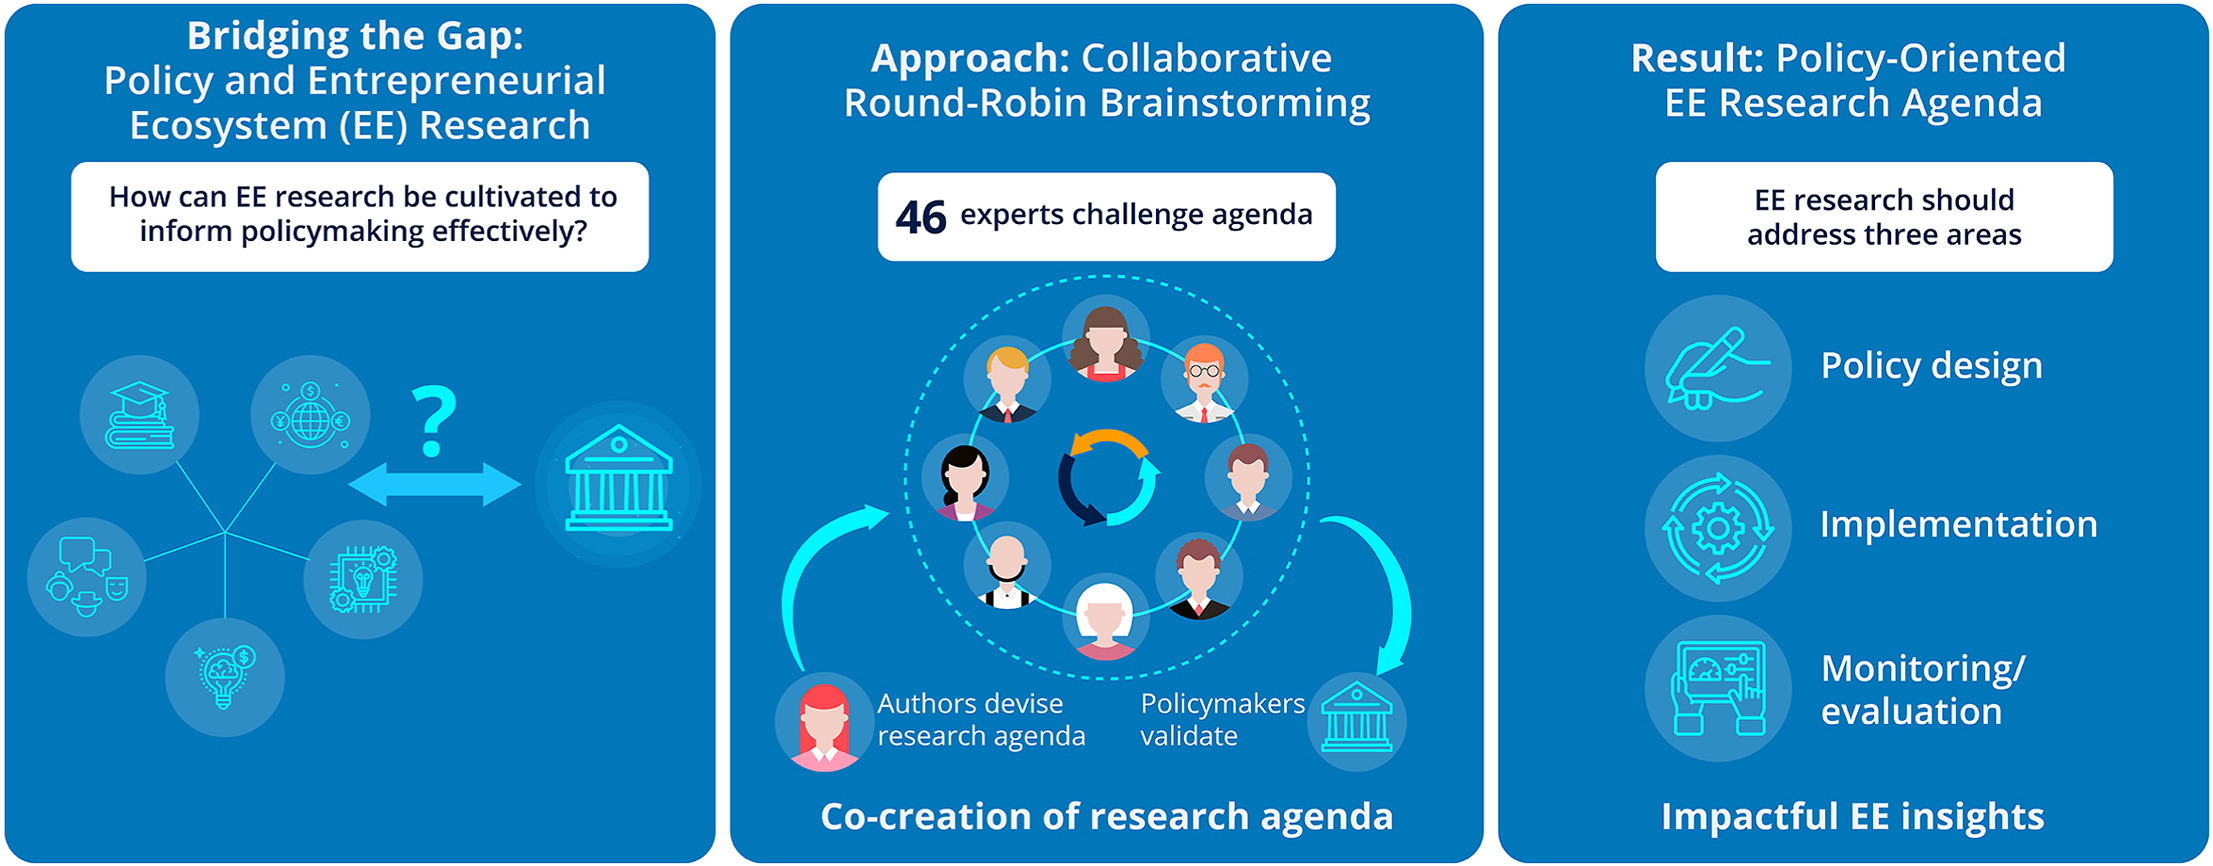 Bridging the Gap:
Policy and Entrepreneurial
Ecosystem (EE) Research
How can EE research be cultivated to
inform policymaking effectively?
?
Approach: Collaborative
Round-Robin Brainstorming
46 experts challenge agenda
Authors devise
research agenda
Policymakers
validate
Co-creation of research agenda
Result: Policy-Oriented
EE Research Agenda
EE research should
address three areas
Policy design
Implementation
Monitoring/
evaluation
Impactful EE insights